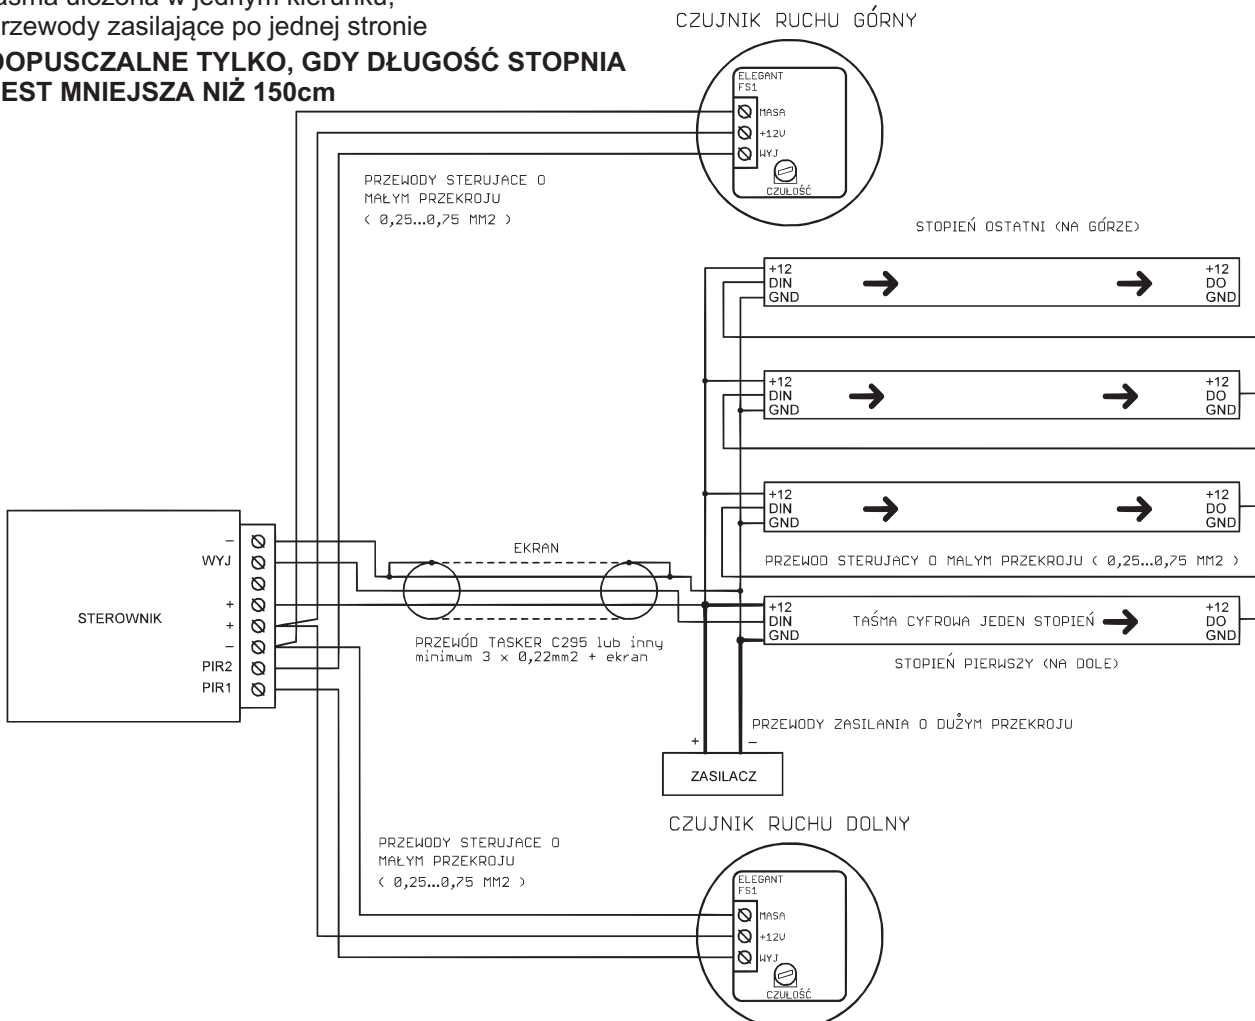 ułożona w jednym kierunku,
zasilające po jednej stronie
TYLKO, GDY DŁUGOŚĆ STOPNIA
MNIEJSZA NIŻ 150cm
CZUJNIK RUCHU GÓRNY
ELEGANT
FS1
MASA
+12V
WYJ
CZUŁOŚĆ
PRZEWODY STERUJACE O
MAŁYM PRZEKROJU
( 0,25...0,75 MM2 )
STOPIEŃ OSTATNI (NA GÓRZE)
+12 +12
DIN DO
GND GND
+12 +12
DIN DO
GND GND
+12 +12
DIN DO
GND GND
PRZEWOD STERUJACY O MALYM PRZEKROJU ( 0,25...0,75 MM2 )
+12 +12
DIN TAŚMA CYFROWA JEDEN STOPIEŃ DO
GND GND
STOPIEŃ PIERWSZY (NA DOLE)
EKRAN
PRZEWÓD TASKER C295 lub inny
minimum 3 x 0,22mm2 + ekran
STEROWNIK
–
WYJ
+
+
–
PIR2
PIR1
PRZEWODY ZASILANIA O DUŻYM PRZEKROJU
+ –
ZASILACZ
CZUJNIK RUCHU DOLNY
PRZEWODY STERUJACE O
MAŁYM PRZEKROJU
( 0,25...0,75 MM2 )
ELEGANT
FS1
MASA
+12V
WYJ
CZUŁOŚĆ